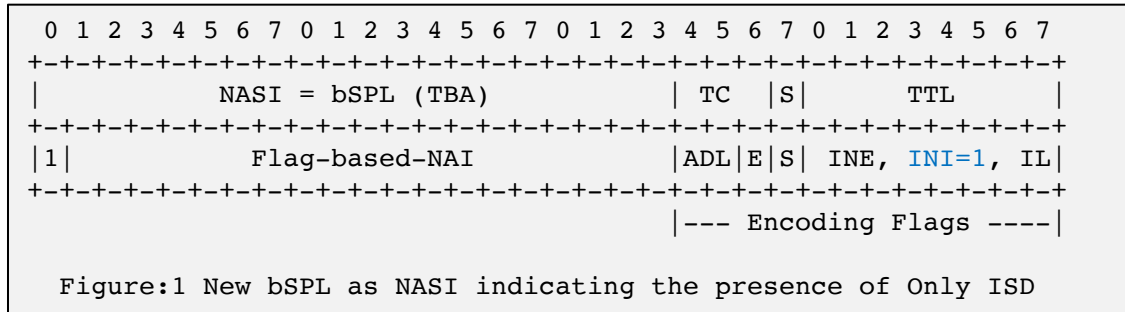 0 1 2 3 4 5 6 7 0 1 2 3 4 5 6 7 0 1 2 3 4 5 6 7 0 1 2 3 4 5 6 7
+-+-+-+-+-+-+-+-+-+-+-+-+-+-+-+-+-+-+-+-+-+-+-+-+-+-+-+-+-+-+-+-+
| NASI = bSPL (TBA) | TC |S| TTL |
+-+-+-+-+-+-+-+-+-+-+-+-+-+-+-+-+-+-+-+-+-+-+-+-+-+-+-+-+-+-+-+-+
|1| Flag-based-NAI |ADL|E|S| INE, INI=1, IL|
+-+-+-+-+-+-+-+-+-+-+-+-+-+-+-+-+-+-+-+-+-+-+-+-+-+-+-+-+-+-+-+-+
|--- Encoding Flags ----|
Figure:1 New bSPL as NASI indicating the presence of Only ISD